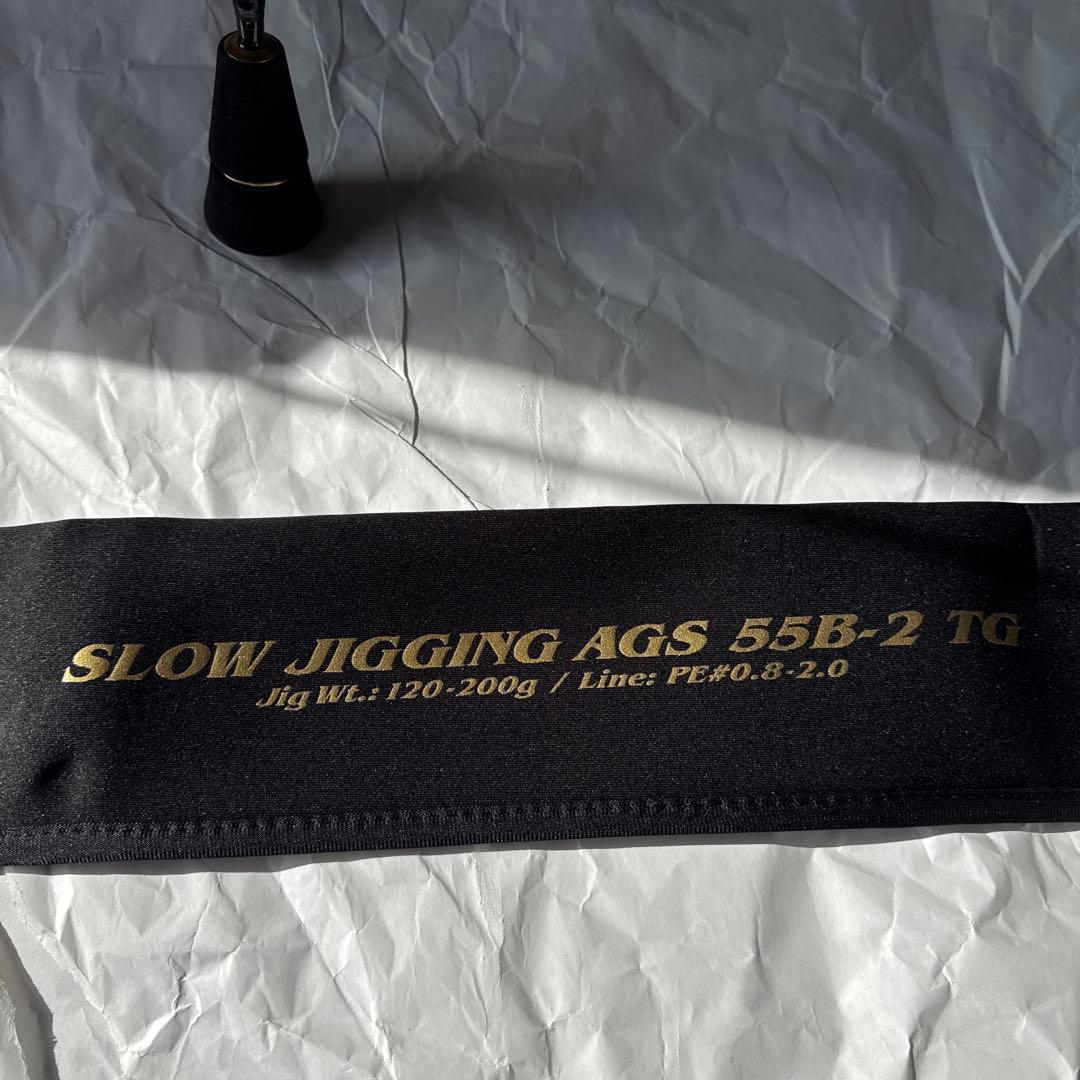 SLOW JIGGING AGS 55B-2 TG
Jig Wt.: 120-200g / Line: PE#0.8-2.0